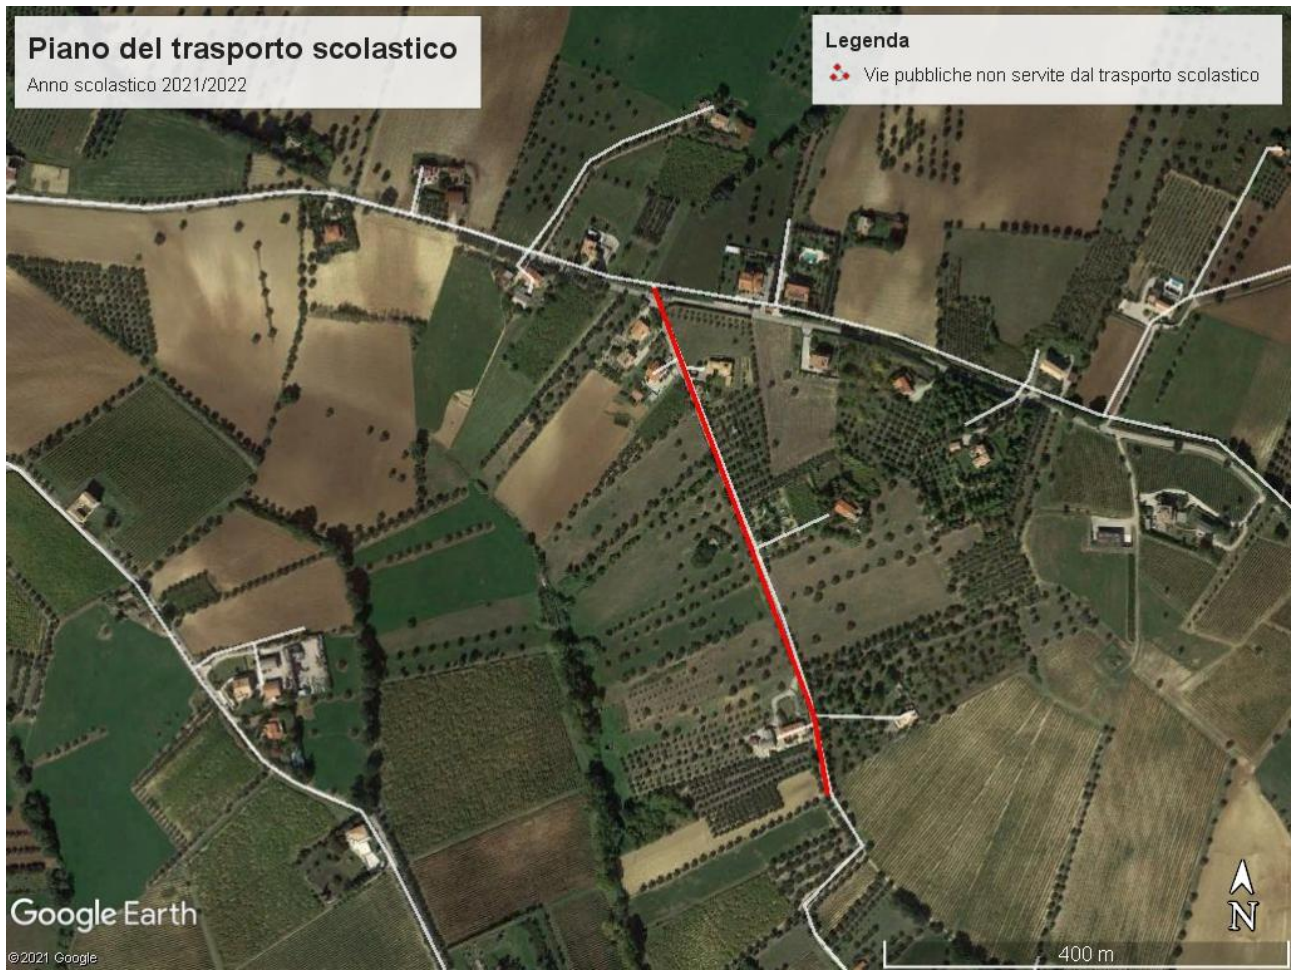 Piano del trasporto scolastico
Anno scolastico 2021/2022
Legenda
Vie pubbliche non servite dal trasporto scolastico
Google Earth
©2021 Google
N
400 m